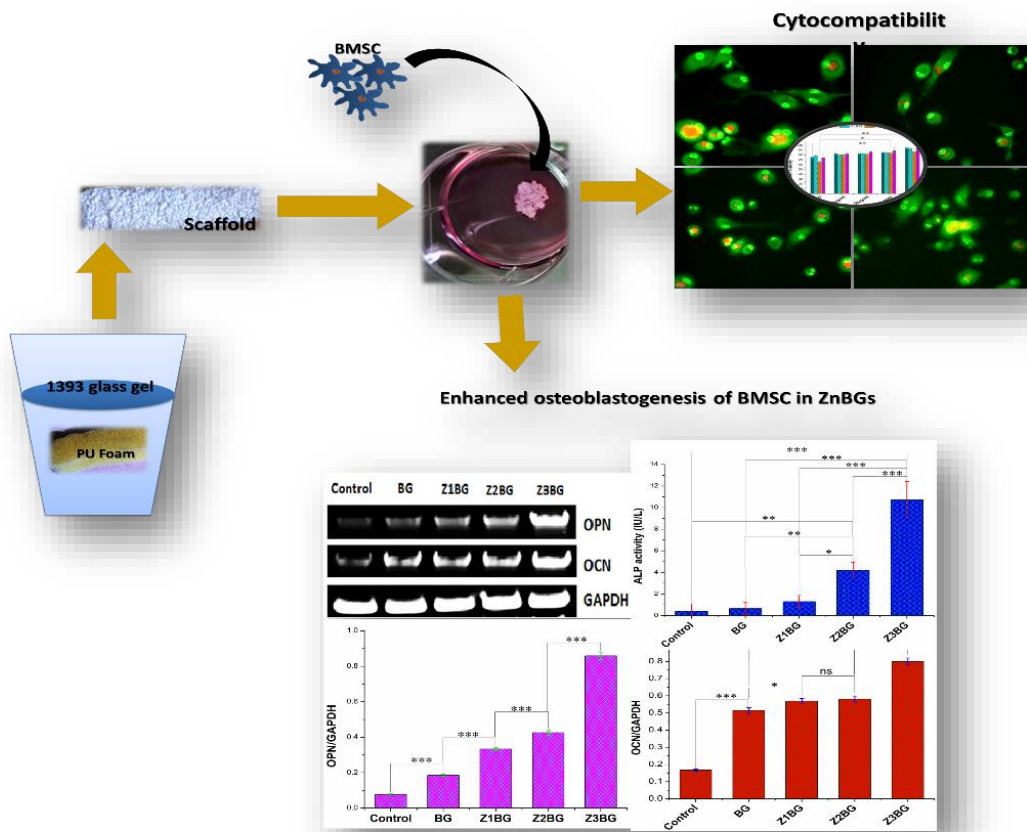 Cytocompatibilit
BMSC
Scaffold
1393 glass gel
PU Foam
Enhanced osteoblastogenesis of BMSC in ZnBGs
Control BG Z1BG Z2BG Z3BG
OPN
OCN
GAPDH
OPN/GAPDH
1.0
0.8
0.6
0.4
0.2
0.0
***
***
***
***
Control BG Z1BG Z2BG Z3BG
ALP activity (IU/L)
14
12
10
8
6
4
2
0
***
***
***
***
**
**
*
Control BG Z1BG Z2BG Z3BG
OCN/GAPDH
0.8
0.7
0.6
0.5
0.4
0.3
0.2
0.1
0.0
***
*
ns
Control BG Z1BG Z2BG Z3BG